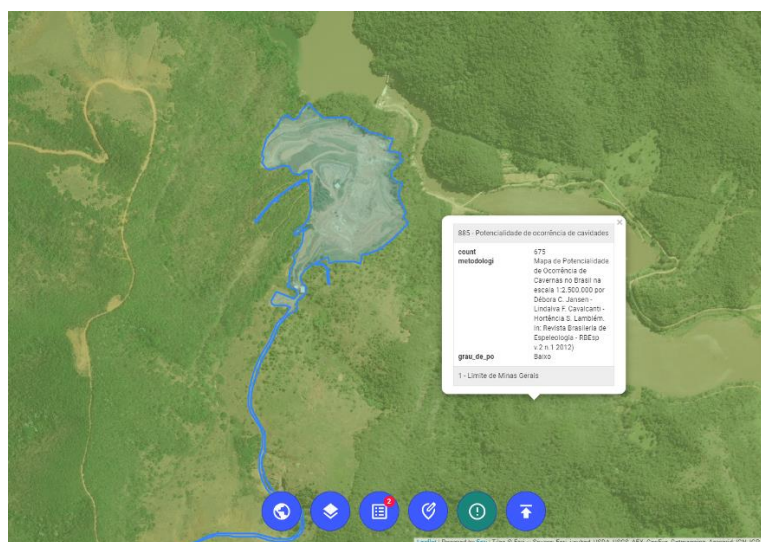 ×
885 - Potencialidade de ocorrência de cavidades
count 675
metodologi Mapa de Potencialidade
de Ocorrência de
Cavernas no Brasil na
escala 1:2.500.000 por
Débora C. Jansen -
Lindalva F. Cavalcanti -
Hortência S. Lamblém.
In: Revista Brasileria de
Espeleologia - RBEsp
v.2 n.1 2012)
grau_de_po Baixo
1 - Limite de Minas Gerais
2